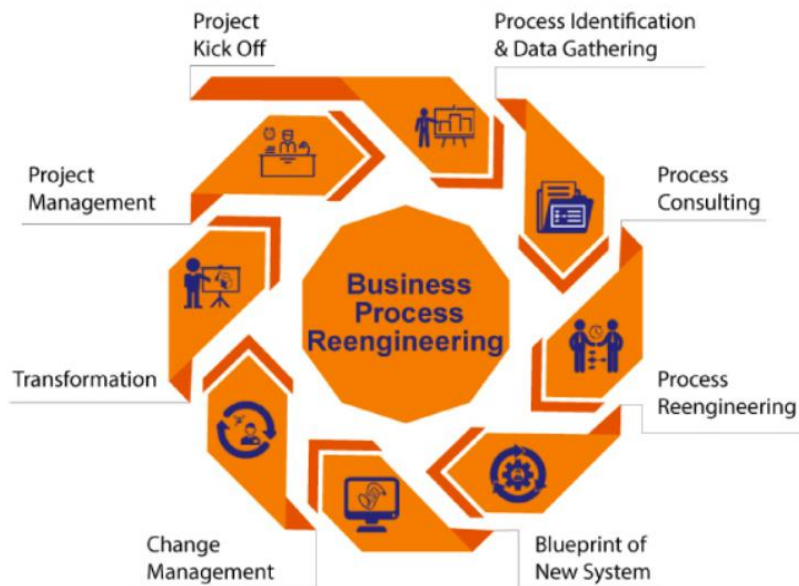 Project
Kick Off
Process Identification
& Data Gathering
Project
Management
Process
Consulting
Business
Process
Reengineering
Transformation
Process
Reengineering
Change
Management
Blueprint of
New System